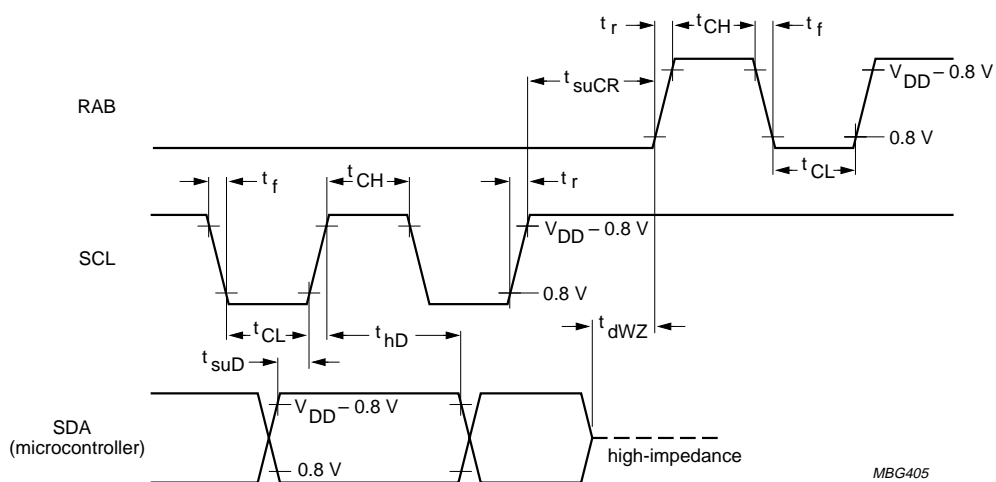 t r
t CH
t f
t suCR
V DD – 0.8 V
RAB
0.8 V
t CL
t f
t CH
t r
V DD – 0.8 V
SCL
0.8 V
t dWZ
t CL
t hD
t suD
V DD – 0.8 V
SDA
(microcontroller)
high-impedance
0.8 V
MBG405